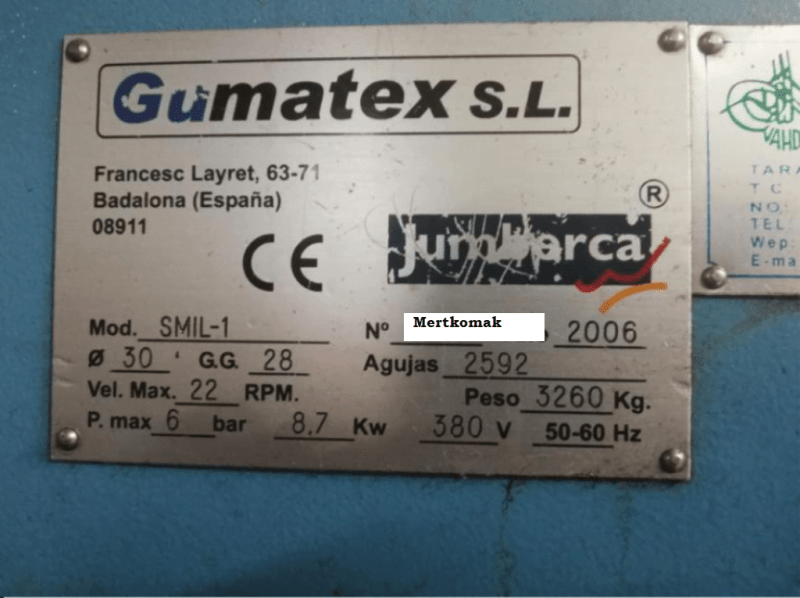 Gumatex S.L.
Francesc Layret, 63-71
Badalona (España)
08911
CE
Jumberca ®
Mod. SMIL-1 Nº Mertkomak 2006
Ø 30 ' G.G. 28 Agujas 2592
Vel. Max. 22 RPM. Peso 3260 Kg.
P. max 6 bar 8,7 Kw 380 V 50-60 Hz
VAHD
TARA
T C
NO:
TEL:
Wep:
E-ma